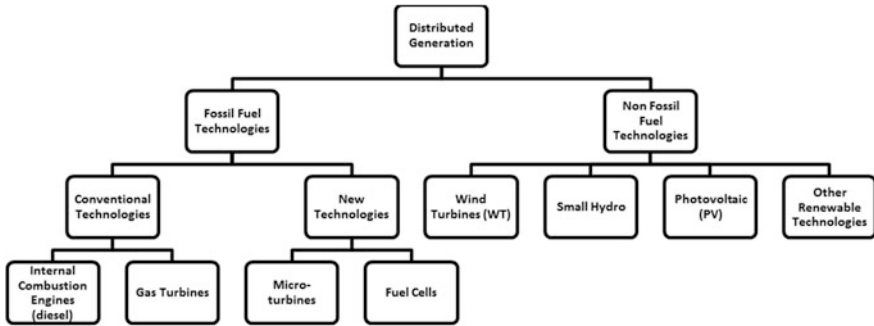 Distributed
Generation
Fossil Fuel
Technologies
Non Fossil
Fuel
Technologies
Conventional
Technologies
New
Technologies
Wind
Turbines (WT)
Small Hydro
Photovoltaic
(PV)
Other
Renewable
Technologies
Internal
Combustion
Engines
(diesel)
Gas Turbines
Micro-
turbines
Fuel Cells